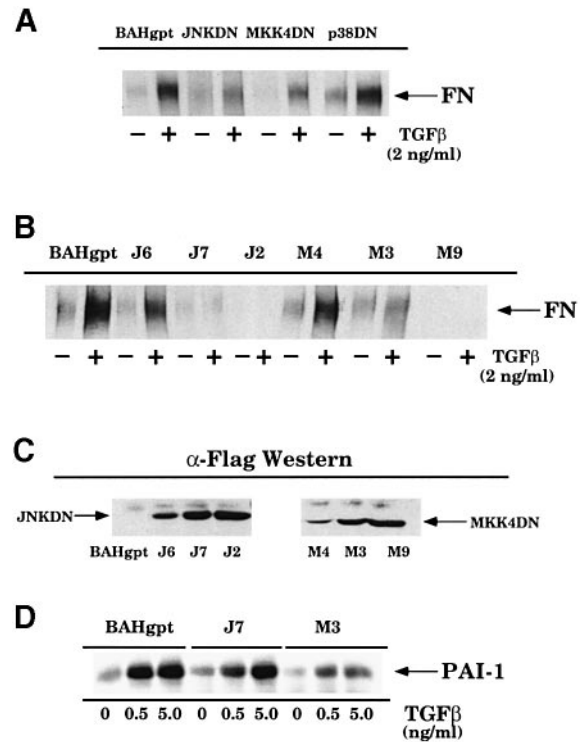 A
BAHgpt JNKDN MKK4DN p38DN
FN
− + − + − + − + TGFβ
(2 ng/ml)
B
BAHgpt J6 J7 J2 M4 M3 M9
FN
− + − + − + − + − + − + − + TGFβ
(2 ng/ml)
C
α-Flag Western
JNKDN MKK4DN
BAHgpt J6 J7 J2 M4 M3 M9
D
BAHgpt J7 M3
PAI-1
0 0.5 5.0 0 0.5 5.0 0 0.5 5.0 TGFβ
(ng/ml)